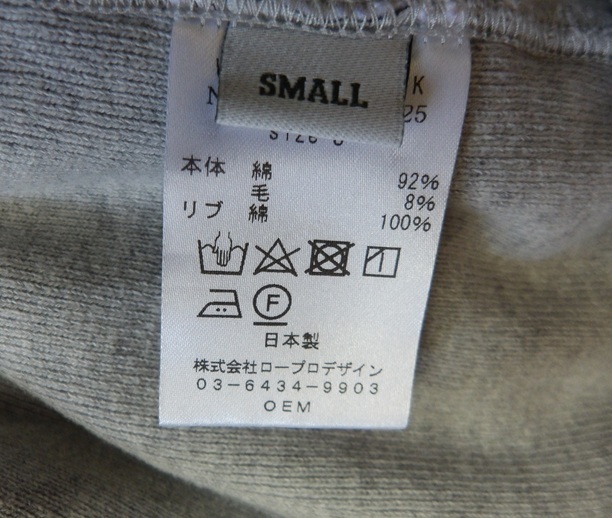 SMALL
K
25
本体 綿 92%
毛 8%
リブ 綿 100%
F
日本製
株式会社ロープロデザイン
03-6434-9903
OEM